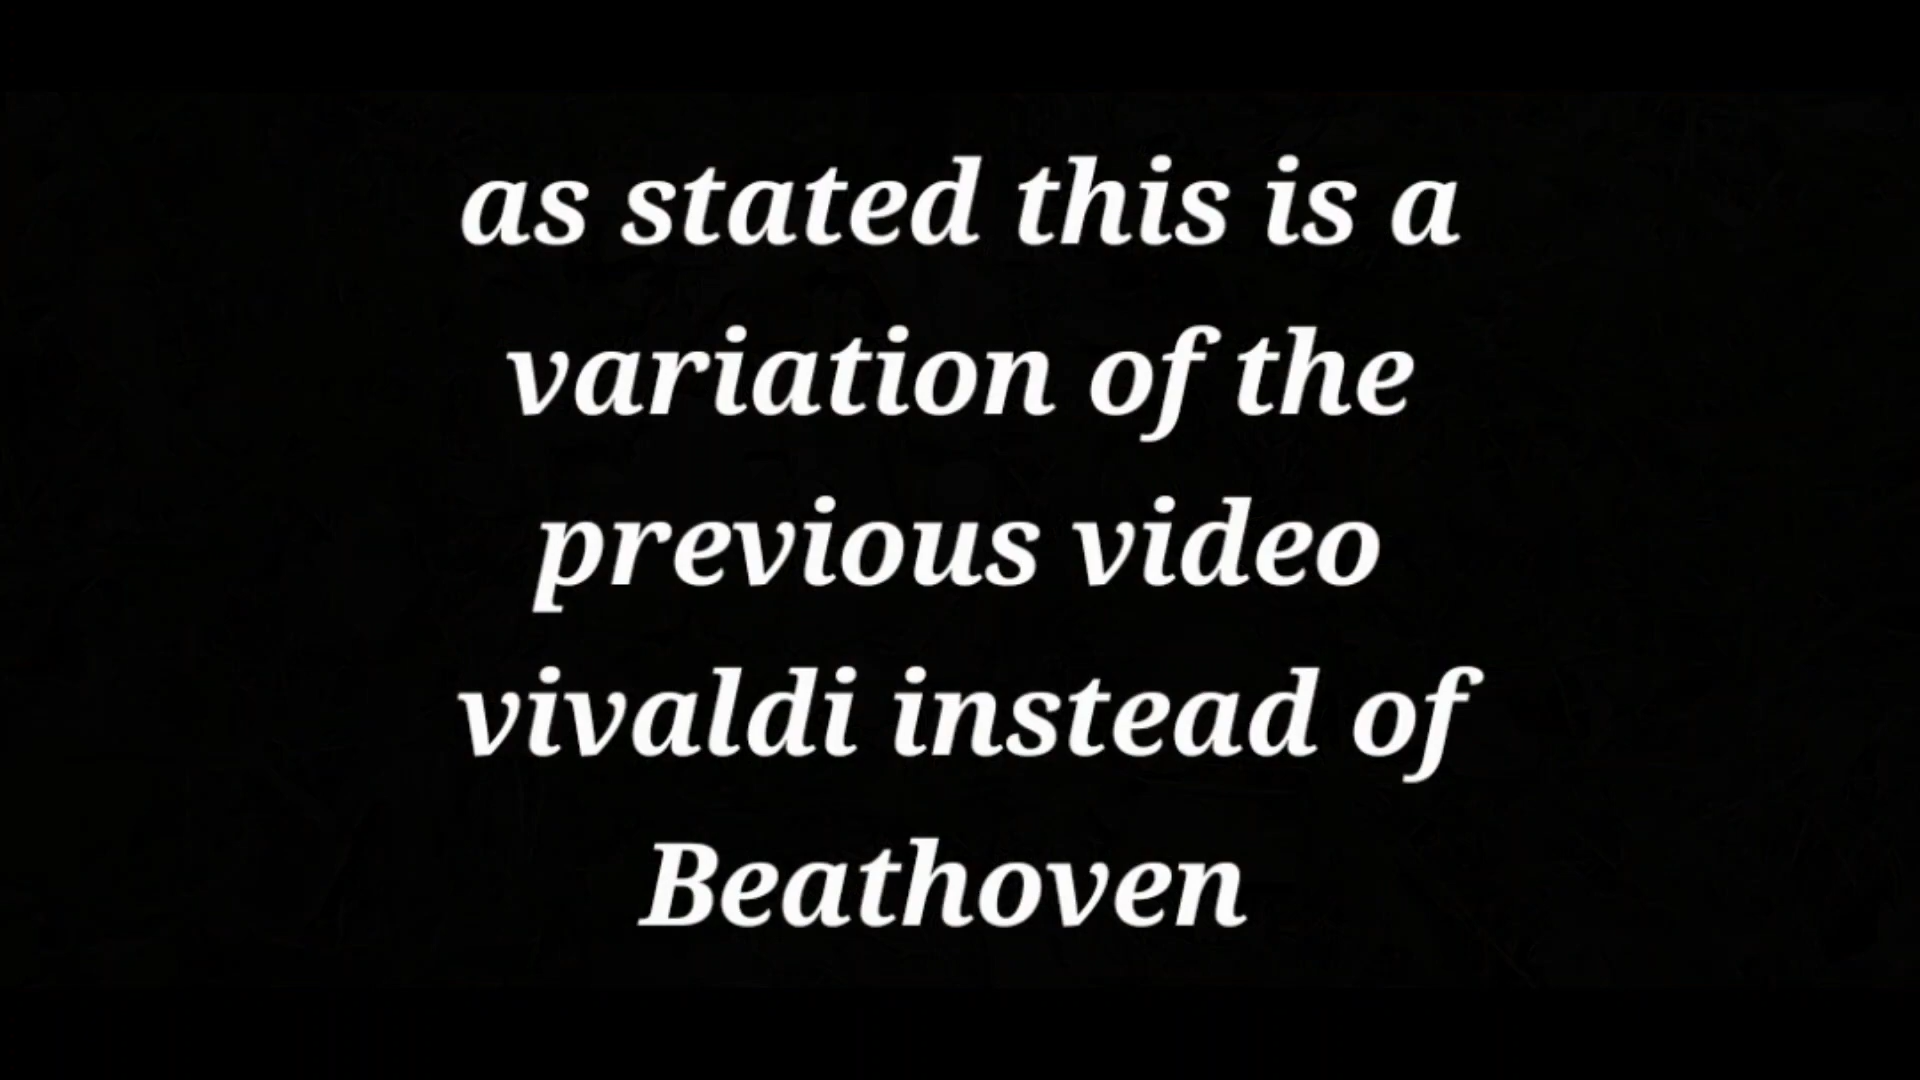 as stated this is a
variation of the
previous video
vivaldi instead of
Beathoven